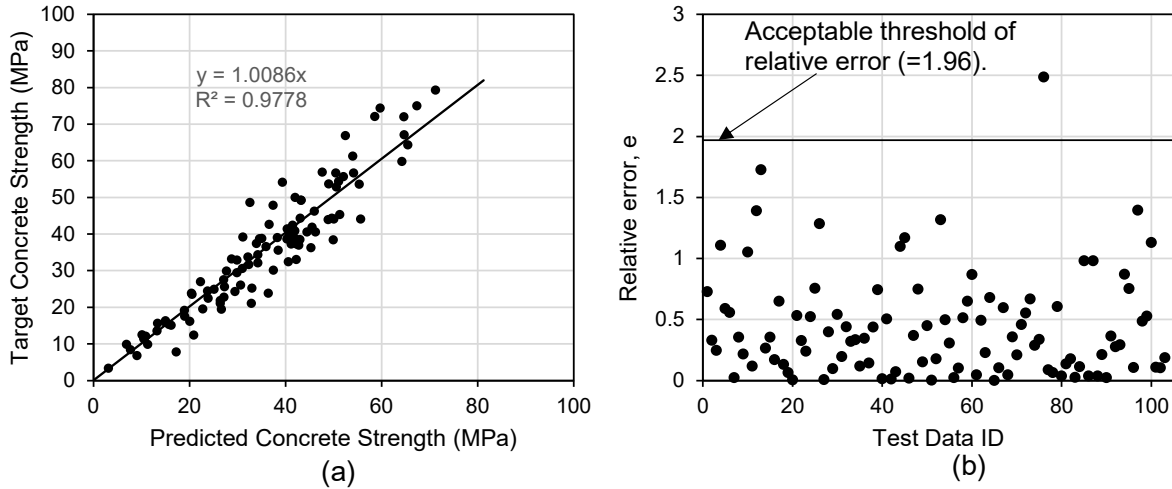 100
90
80
70
60
50
40
30
20
10
0
Target Concrete Strength (MPa)
y = 1.0086x
R² = 0.9778
0 20 40 60 80 100
Predicted Concrete Strength (MPa)
(a)
3
2.5
2
1.5
1
0.5
0
Relative error, e
Acceptable threshold of
relative error (=1.96).
0 20 40 60 80 100
Test Data ID
(b)